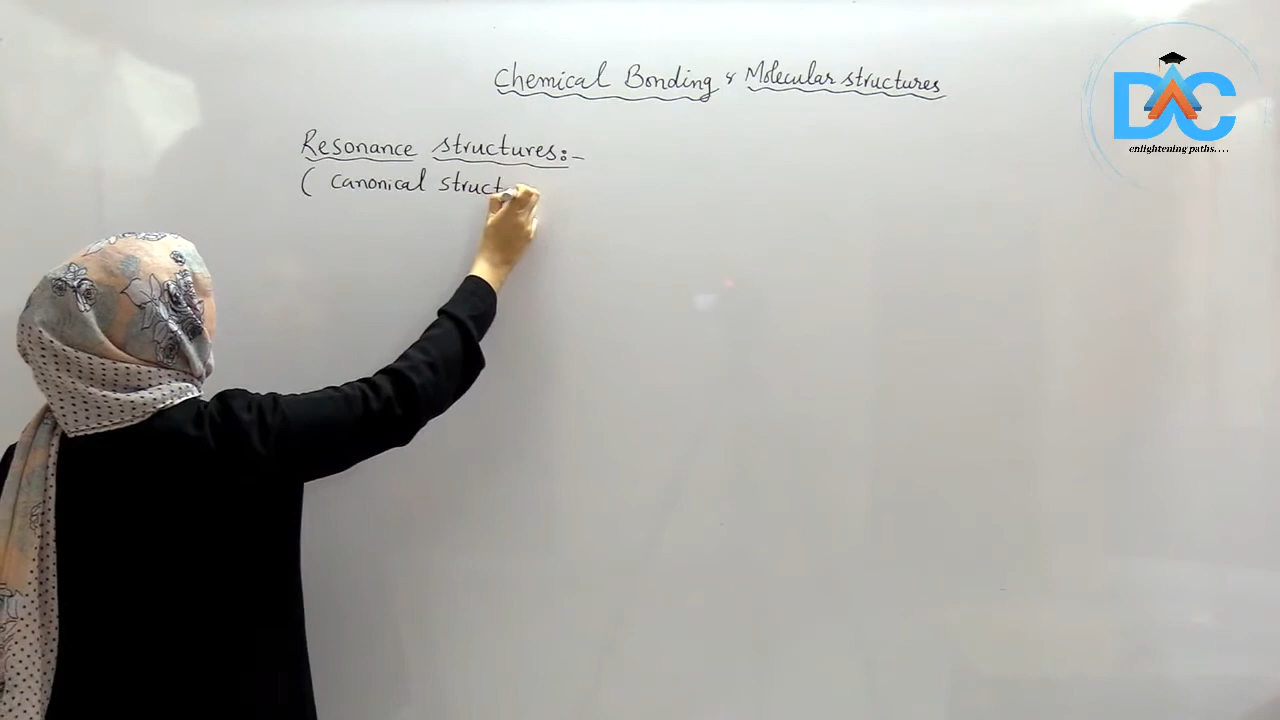 Chemical Bonding & Molecular structures
DAC
enlightening paths....
Resonance structures:-
( Canonical struct